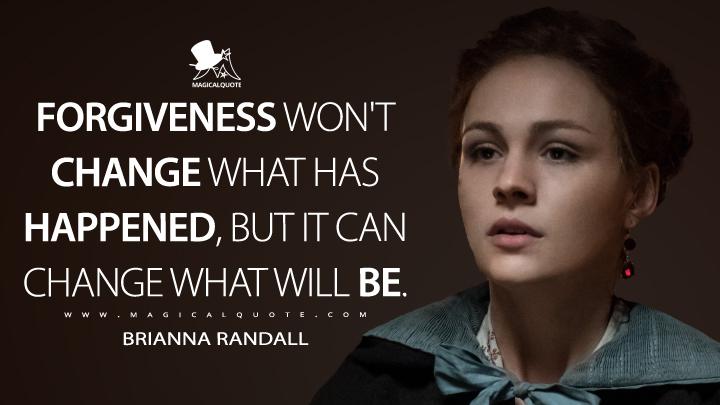 MAGICALQUOTE
FORGIVENESS WON'T
CHANGE WHAT HAS
HAPPENED, BUT IT CAN
CHANGE WHAT WILL BE.
WWW.MAGICALQUOTE.COM
BRIANNA RANDALL